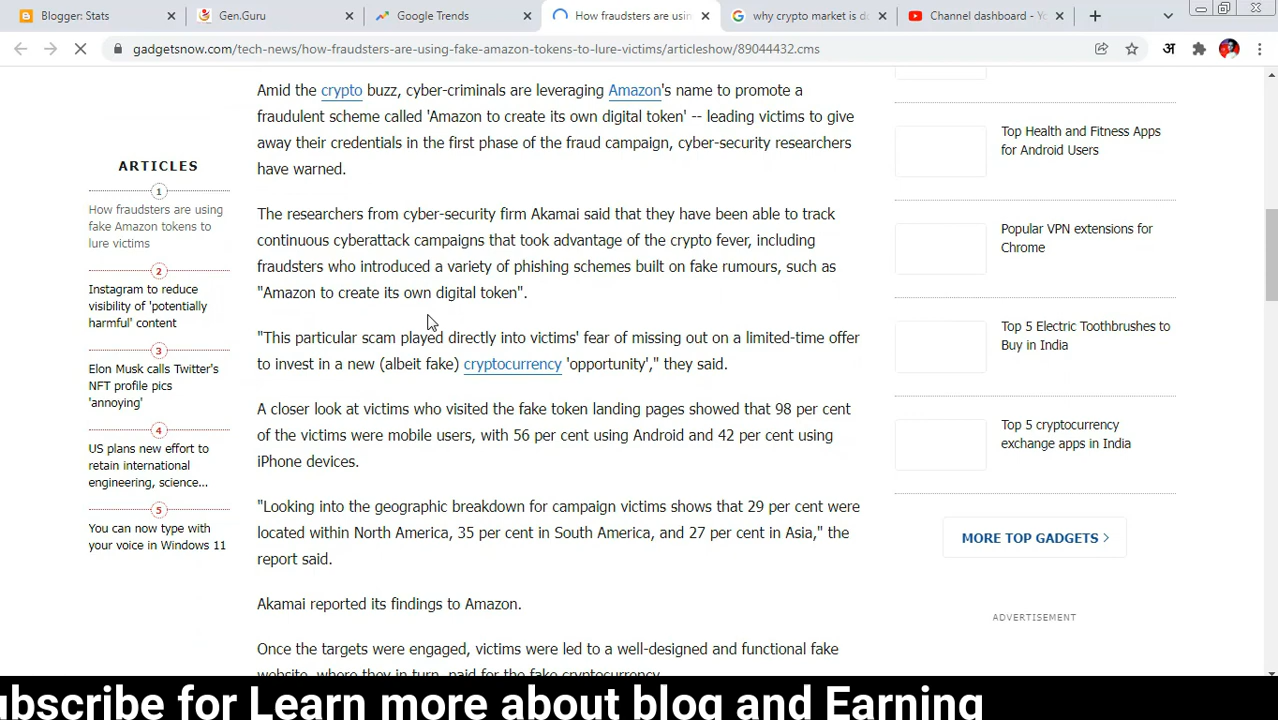 Blogger: Stats
Gen.Guru
Google Trends
How fraudsters are usin
why crypto market is d
Channel dashboard - Yo
gadgetsnow.com/tech-news/how-fraudsters-are-using-fake-amazon-tokens-to-lure-victims/articleshow/89044432.cms
अ
Amid the crypto buzz, cyber-criminals are leveraging Amazon's name to promote a
fraudulent scheme called 'Amazon to create its own digital token' -- leading victims to give
away their credentials in the first phase of the fraud campaign, cyber-security researchers
have warned.
The researchers from cyber-security firm Akamai said that they have been able to track
continuous cyberattack campaigns that took advantage of the crypto fever, including
fraudsters who introduced a variety of phishing schemes built on fake rumours, such as
"Amazon to create its own digital token".
"This particular scam played directly into victims' fear of missing out on a limited-time offer
to invest in a new (albeit fake) cryptocurrency 'opportunity'," they said.
A closer look at victims who visited the fake token landing pages showed that 98 per cent
of the victims were mobile users, with 56 per cent using Android and 42 per cent using
iPhone devices.
"Looking into the geographic breakdown for campaign victims shows that 29 per cent were
located within North America, 35 per cent in South America, and 27 per cent in Asia," the
report said.
Akamai reported its findings to Amazon.
Once the targets were engaged, victims were led to a well-designed and functional fake
website, where they in turn, paid for the fake cryptocurrency.
ARTICLES
1
How fraudsters are using
fake Amazon tokens to
lure victims
2
Instagram to reduce
visibility of 'potentially
harmful' content
3
Elon Musk calls Twitter's
NFT profile pics
'annoying'
4
US plans new effort to
retain international
engineering, science...
5
You can now type with
your voice in Windows 11
Top Health and Fitness Apps
for Android Users
Popular VPN extensions for
Chrome
Top 5 Electric Toothbrushes to
Buy in India
Top 5 cryptocurrency
exchange apps in India
MORE TOP GADGETS
ADVERTISEMENT
ubscribe for Learn more about blog and Earning